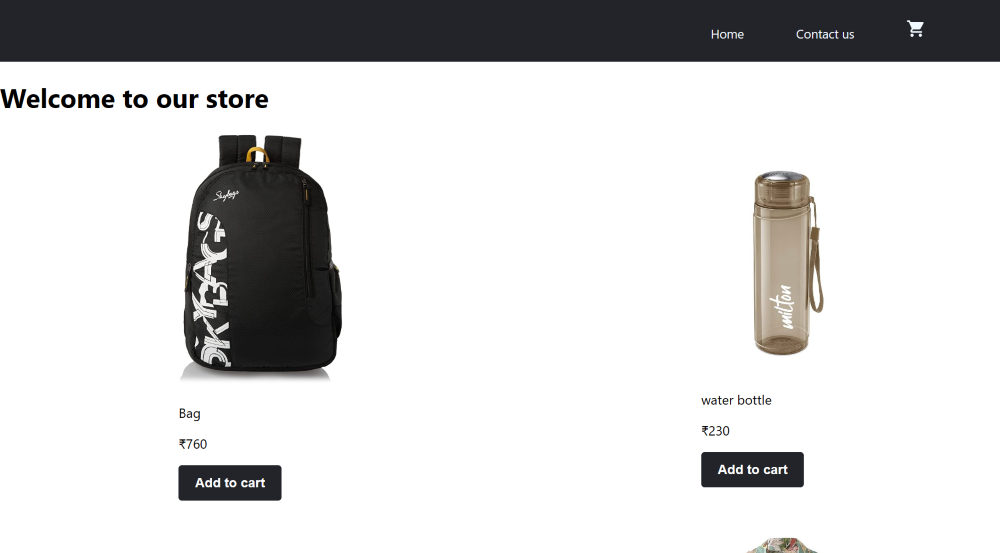 Home Contact us
Welcome to our store
Skybags
SKYBAGS
milton
Bag
₹760
Add to cart
water bottle
₹230
Add to cart